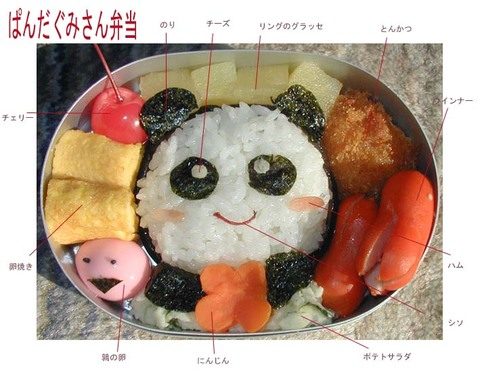 ぱんだぐみさん弁当
のり
チーズ
リングのグラッセ
とんかつ
チェリー
インナー
卵焼き
ハム
シソ
鶉の卵
にんじん
ポテトサラダ